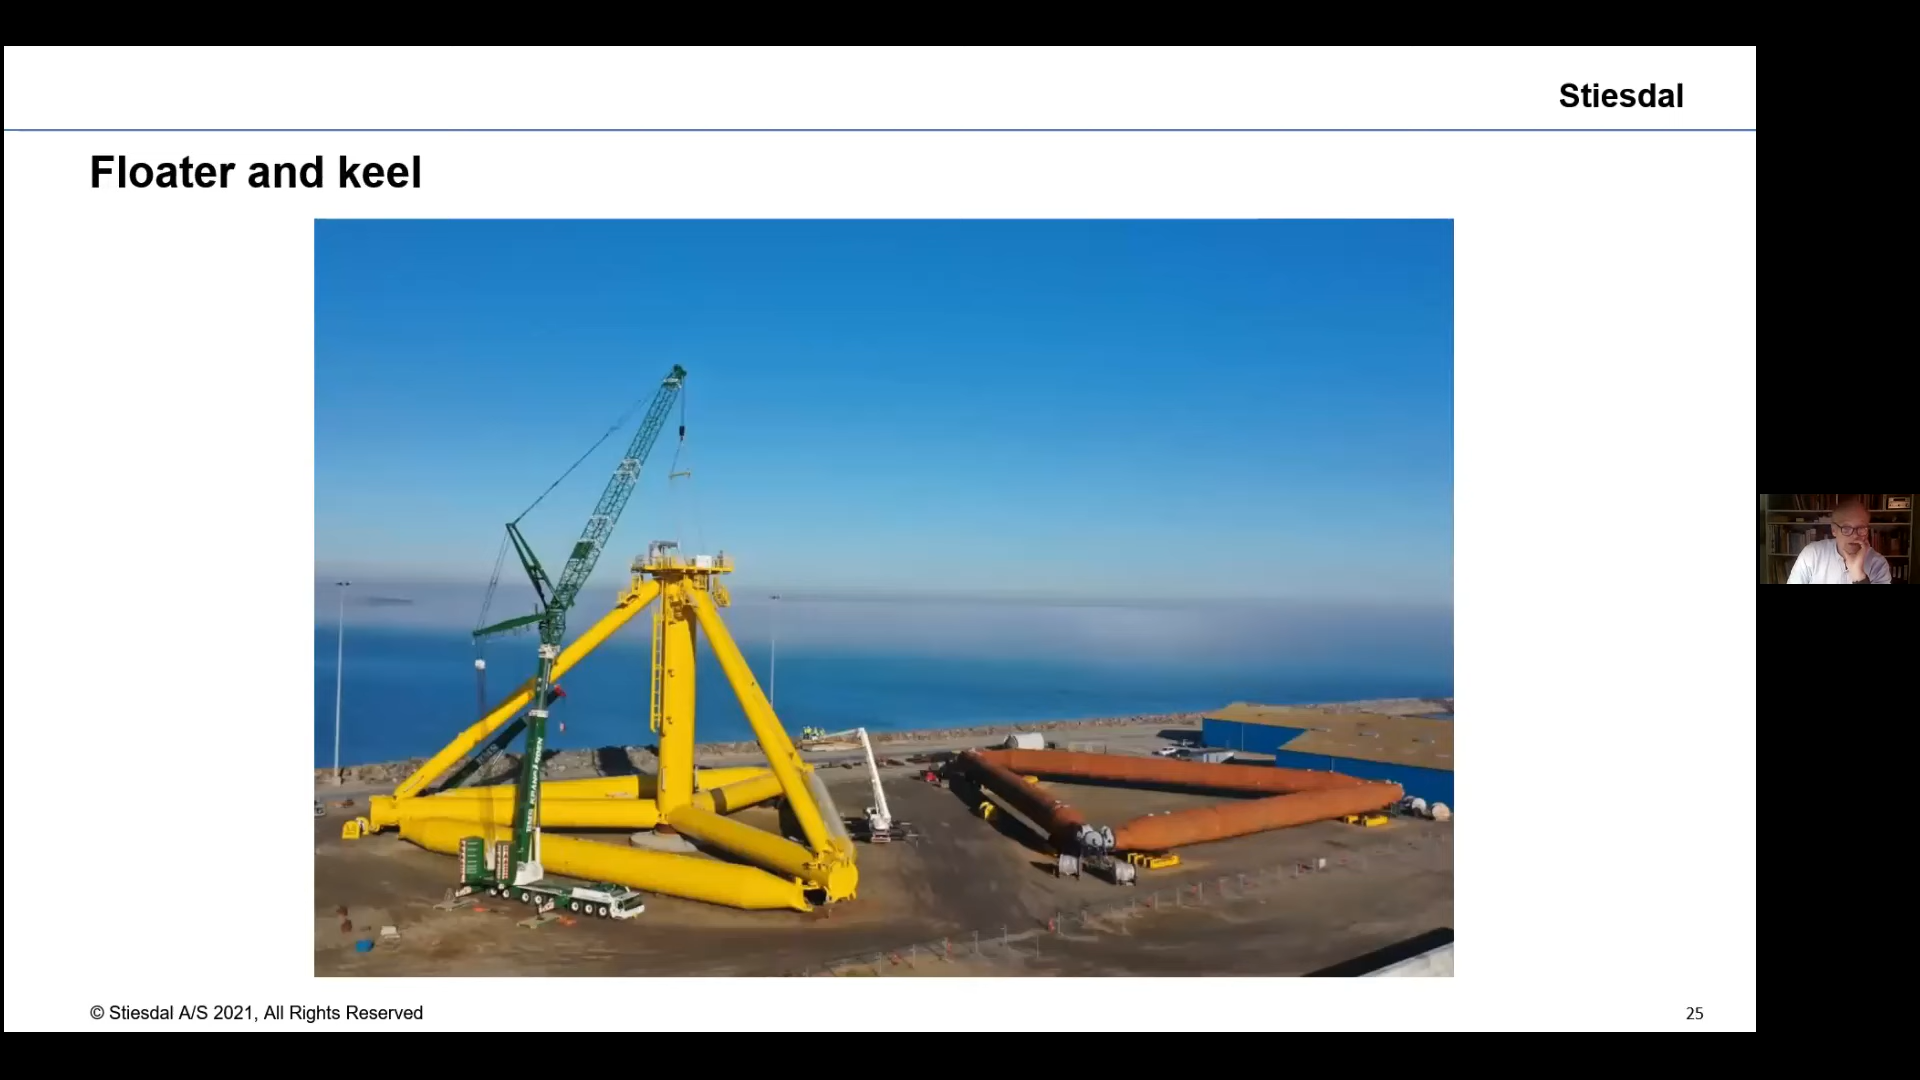 Stiesdal
Floater and keel
© Stiesdal A/S 2021, All Rights Reserved
25